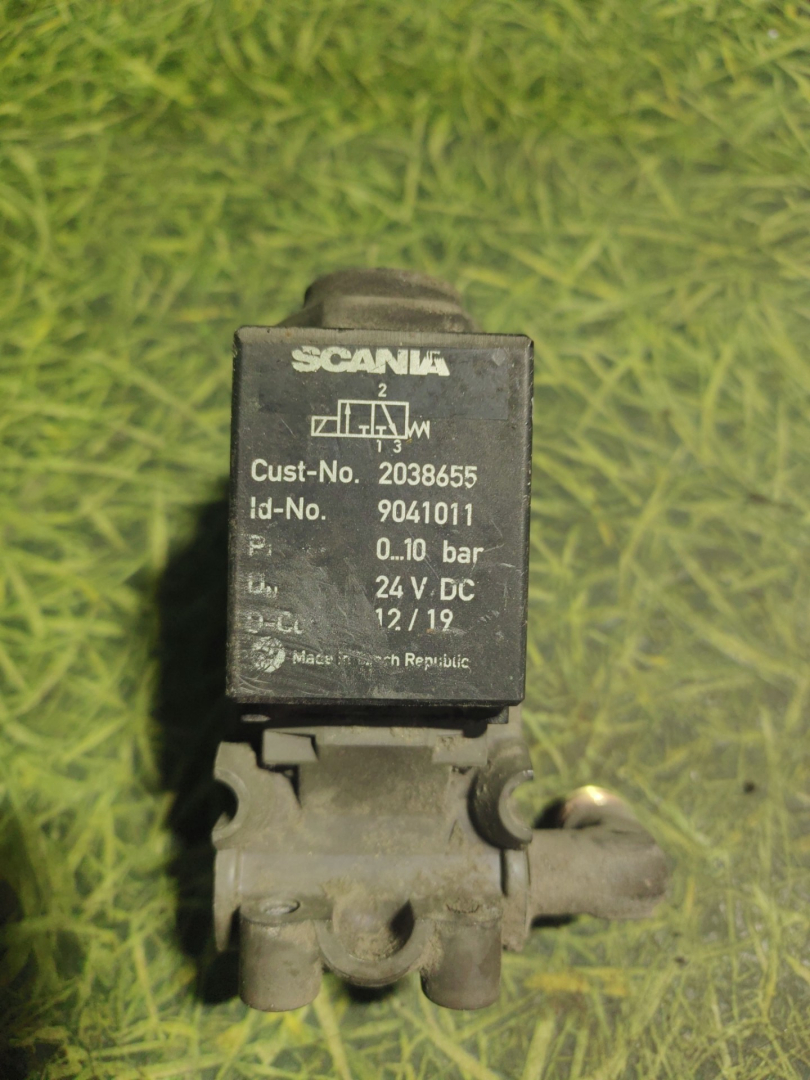 SCANIA
2
1 3
Cust-No. 2038655
Id-No. 9041011
0...10 bar
24 V DC
12 / 19
Made in Republic